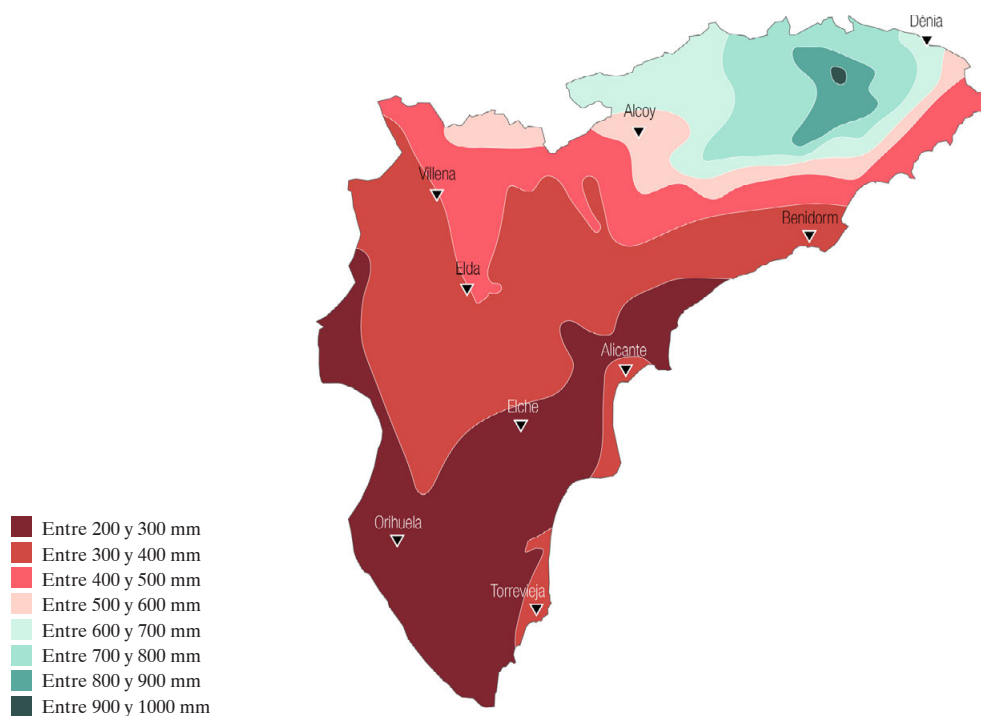 Dènia
Alcoy
Villena
Benidorm
Elda
Alicante
Elche
Orihuela
Torrevieja
Entre 200 y 300 mm
Entre 300 y 400 mm
Entre 400 y 500 mm
Entre 500 y 600 mm
Entre 600 y 700 mm
Entre 700 y 800 mm
Entre 800 y 900 mm
Entre 900 y 1000 mm